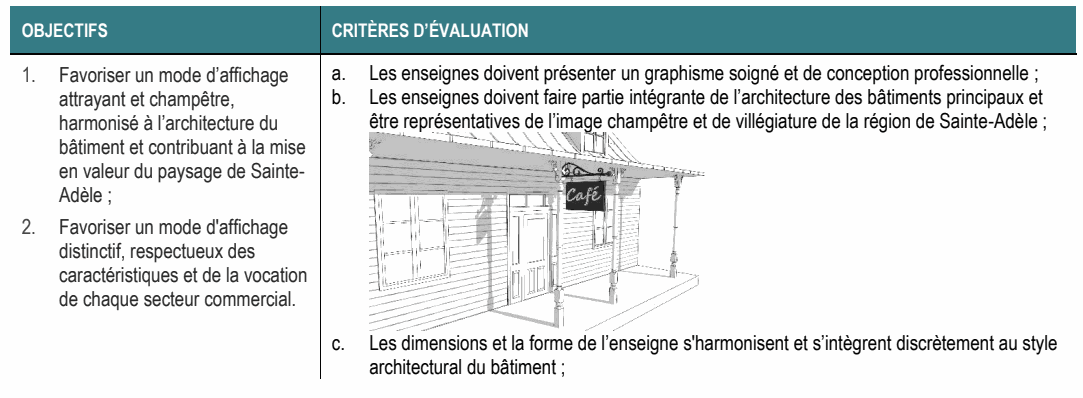 OBJECTIFS
CRITÈRES D’ÉVALUATION
1. Favoriser un mode d’affichage
attrayant et champêtre,
harmonisé à l’architecture du
bâtiment et contribuant à la mise
en valeur du paysage de Sainte-
Adèle ;
2. Favoriser un mode d'affichage
distinctif, respectueux des
caractéristiques et de la vocation
de chaque secteur commercial.
a. Les enseignes doivent présenter un graphisme soigné et de conception professionnelle ;
b. Les enseignes doivent faire partie intégrante de l’architecture des bâtiments principaux et
être représentatives de l’image champêtre et de villégiature de la région de Sainte-Adèle ;
Café
c. Les dimensions et la forme de l’enseigne s'harmonisent et s’intègrent discrètement au style
architectural du bâtiment ;